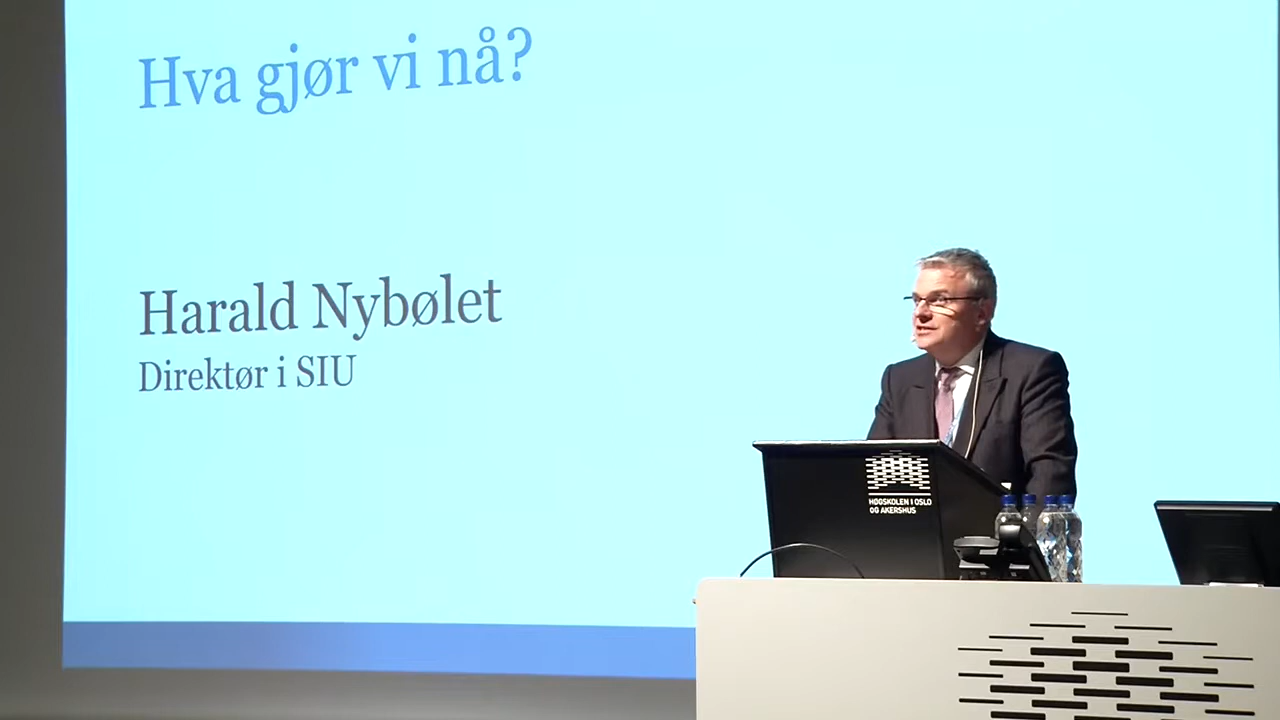 Hva gjør vi nå?
Harald Nybølet
Direktør i SIU
HØGSKOLEN I OSLO
OG AKERSHUS